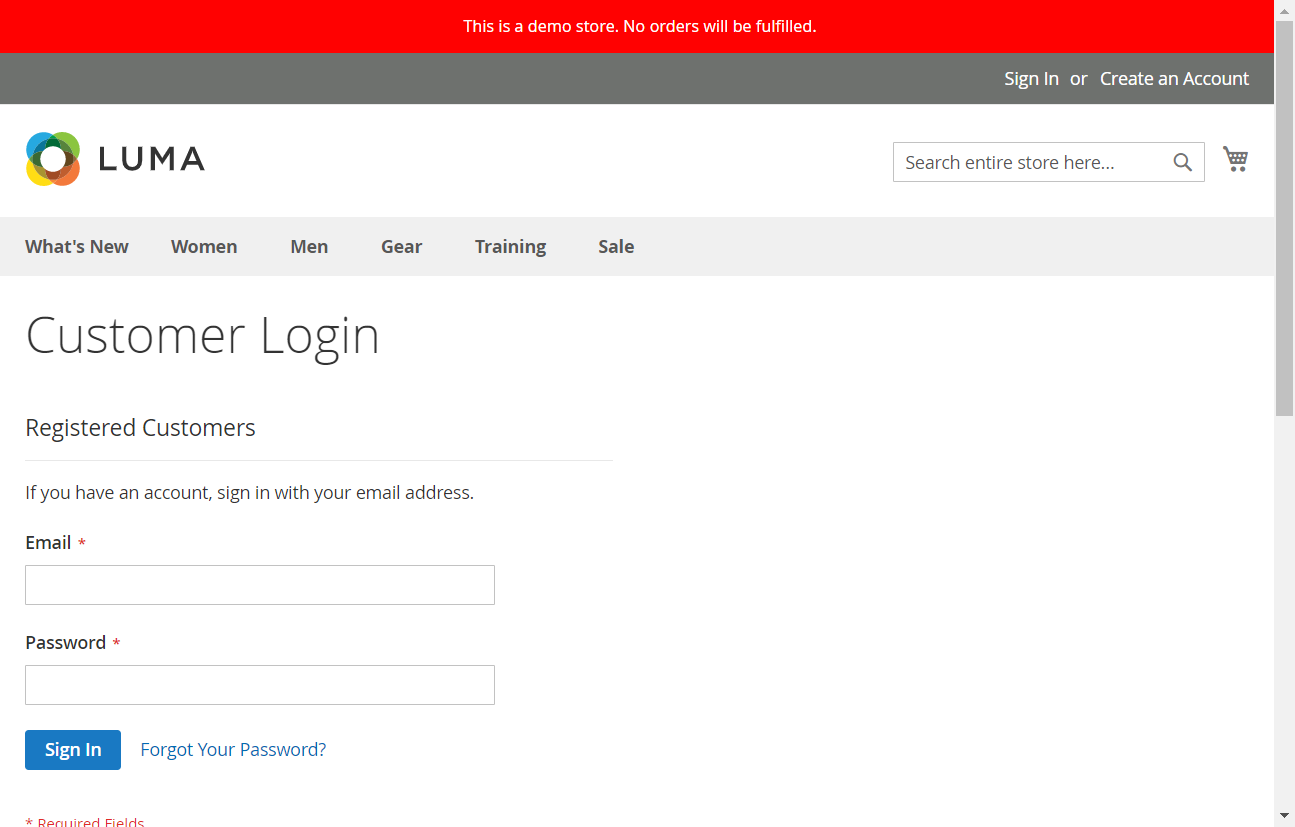 This is a demo store. No orders will be fulfilled.
Sign In or Create an Account
LUMA
Search entire store here...
What's New Women Men Gear Training Sale
Customer Login
Registered Customers
If you have an account, sign in with your email address.
Email *
Password *
Sign In Forgot Your Password?
* Required Fields